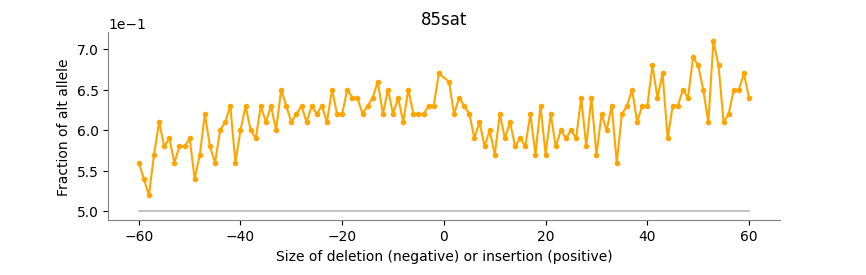 85sat
1e−1
7.0
6.5
6.0
5.5
5.0
Fraction of alt allele
−60 −40 −20 0 20 40 60
Size of deletion (negative) or insertion (positive)